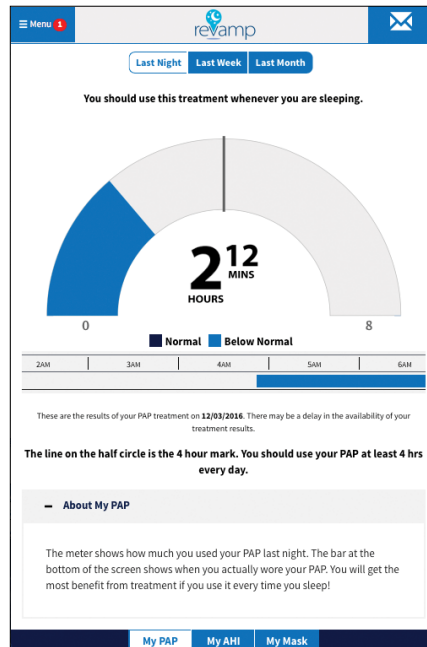 ☰ Menu 1
revamp
Last Night Last Week Last Month
You should use this treatment whenever you are sleeping.
2 12
MINS
HOURS
0 8
Normal Below Normal
2AM 3AM 4AM 5AM 6AM
These are the results of your PAP treatment on 12/03/2016. There may be a delay in the availability of your
treatment results.
The line on the half circle is the 4 hour mark. You should use your PAP at least 4 hrs
every day.
– About My PAP
The meter shows how much you used your PAP last night. The bar at the
bottom of the screen shows when you actually wore your PAP. You will get the
most benefit from treatment if you use it every time you sleep!
My PAP My AHI My Mask